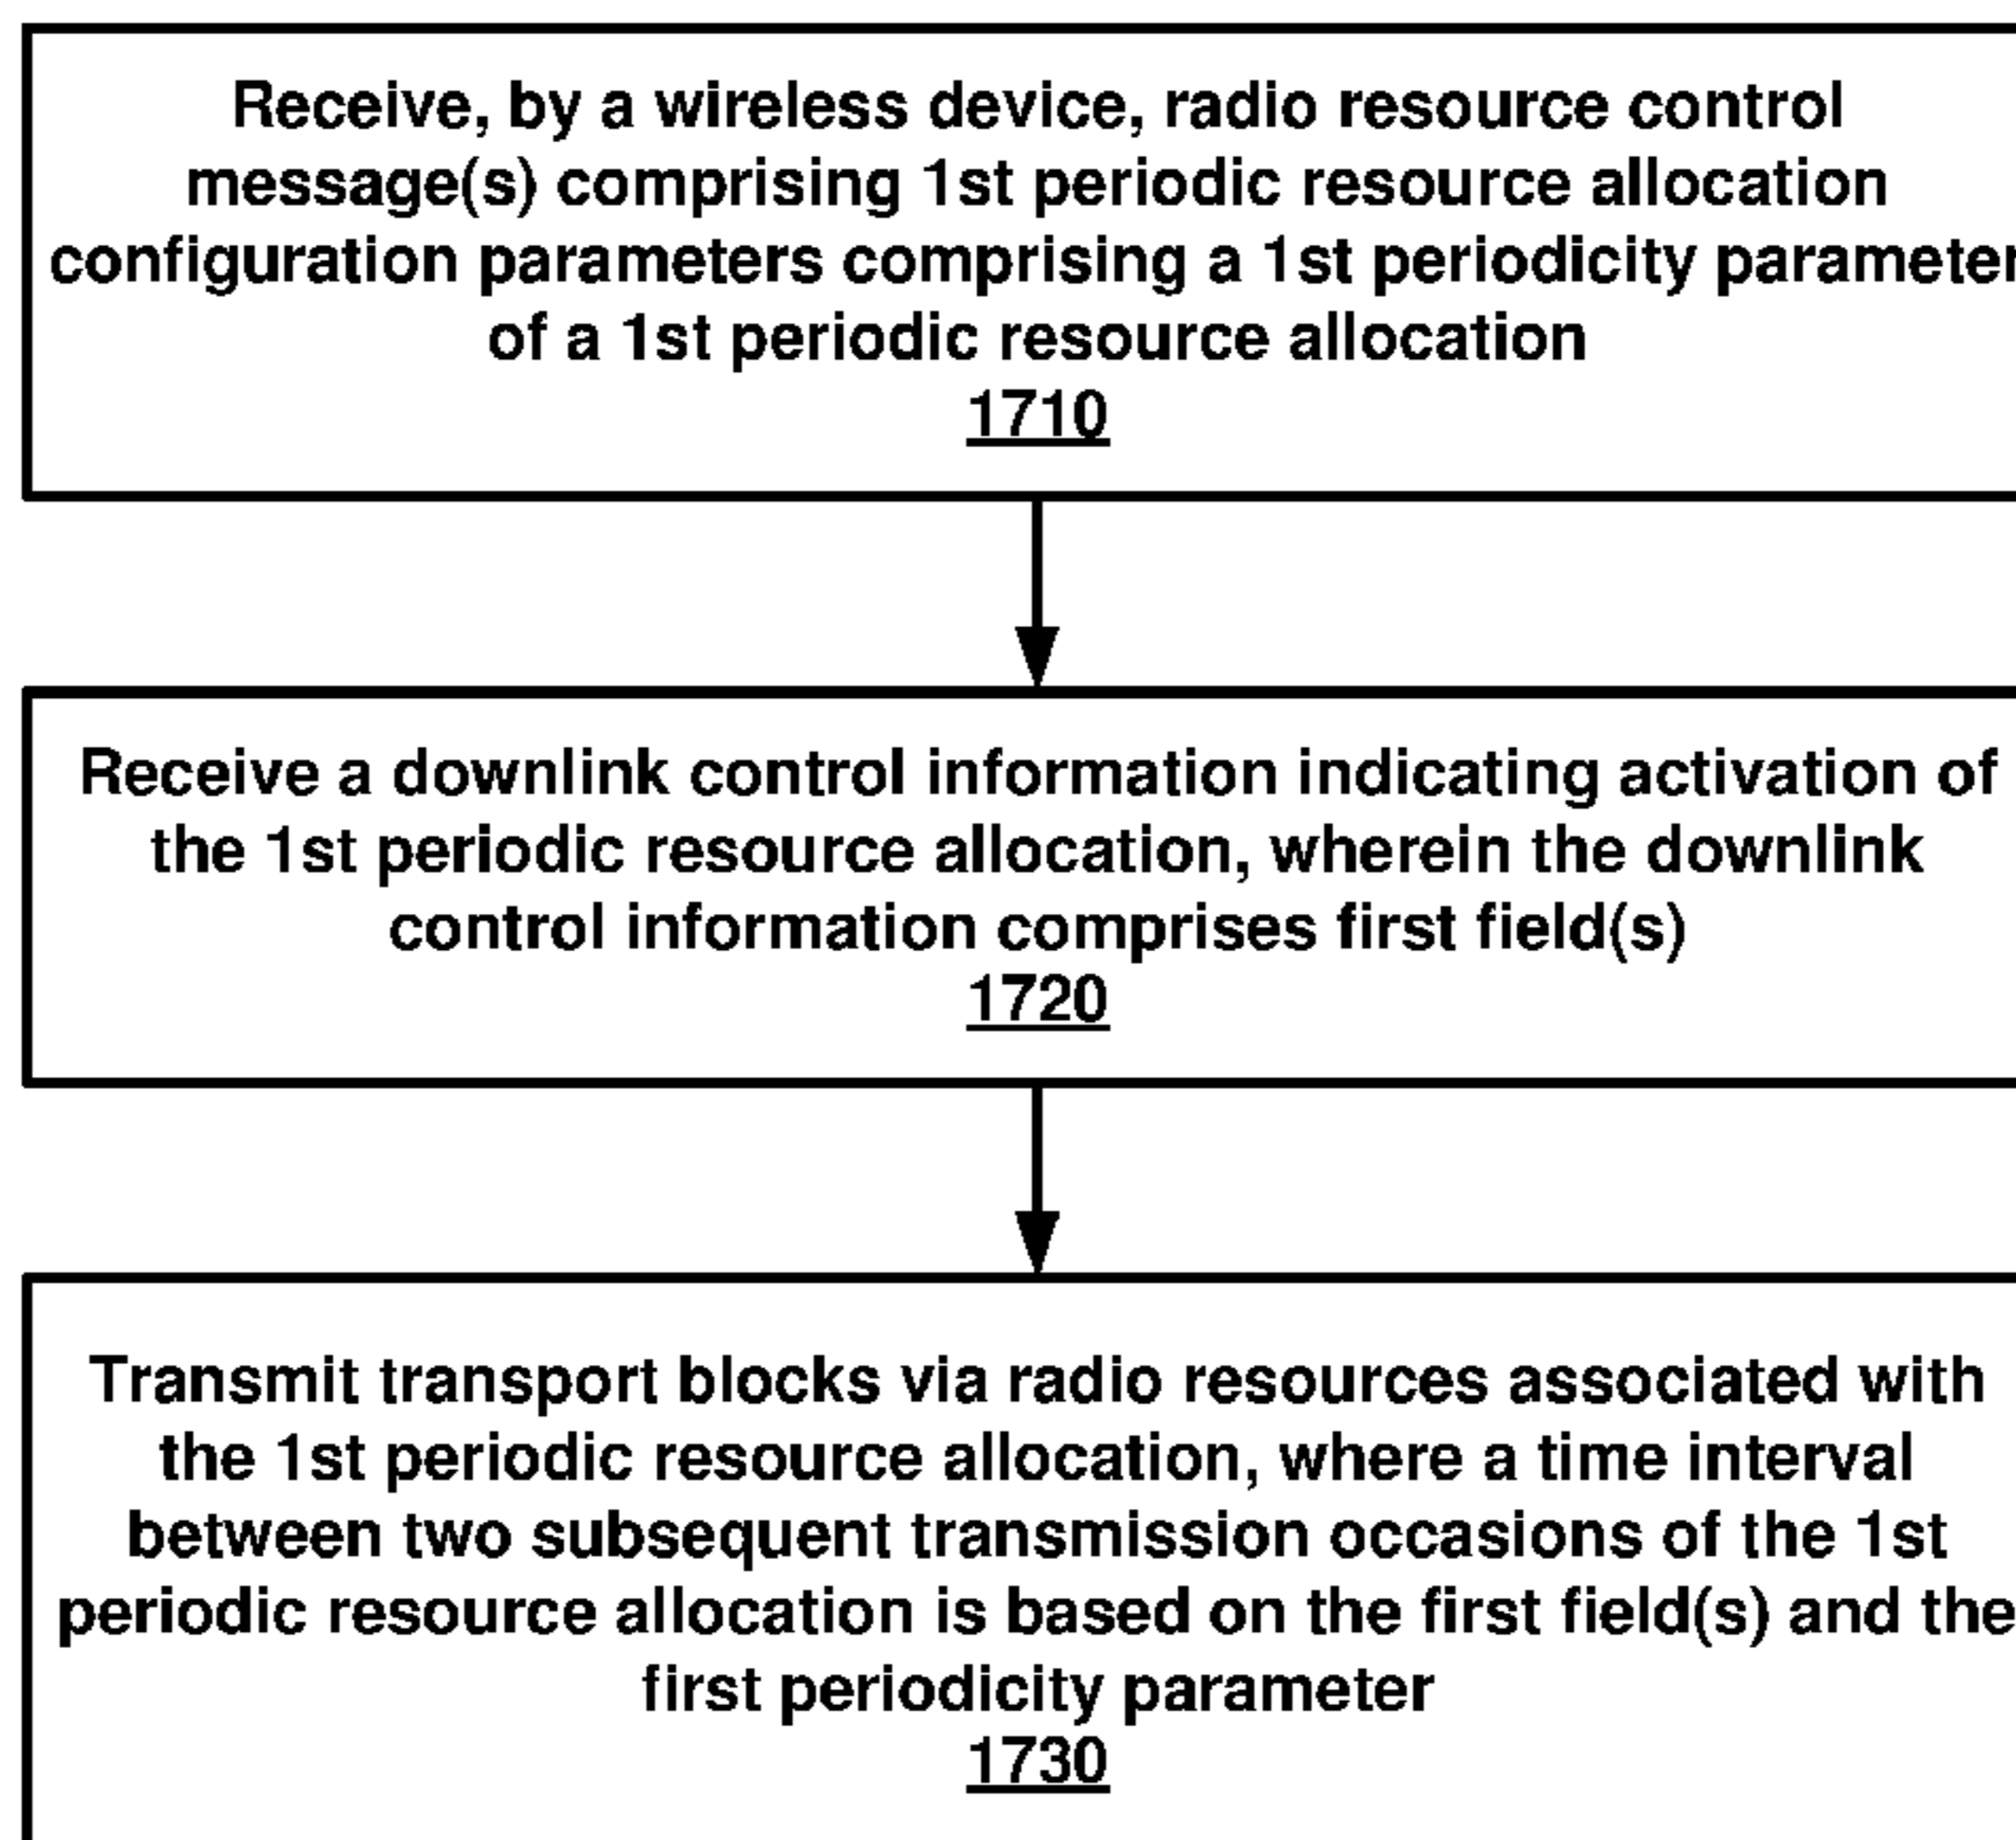 Receive, by a wireless device, radio resource control
message(s) comprising 1st periodic resource allocation
configuration parameters comprising a 1st periodicity parameter
of a 1st periodic resource allocation
1710
Receive a downlink control information indicating activation of
the 1st periodic resource allocation, wherein the downlink
control information comprises first field(s)
1720
Transmit transport blocks via radio resources associated with
the 1st periodic resource allocation, where a time interval
between two subsequent transmission occasions of the 1st
periodic resource allocation is based on the first field(s) and the
first periodicity parameter
1730